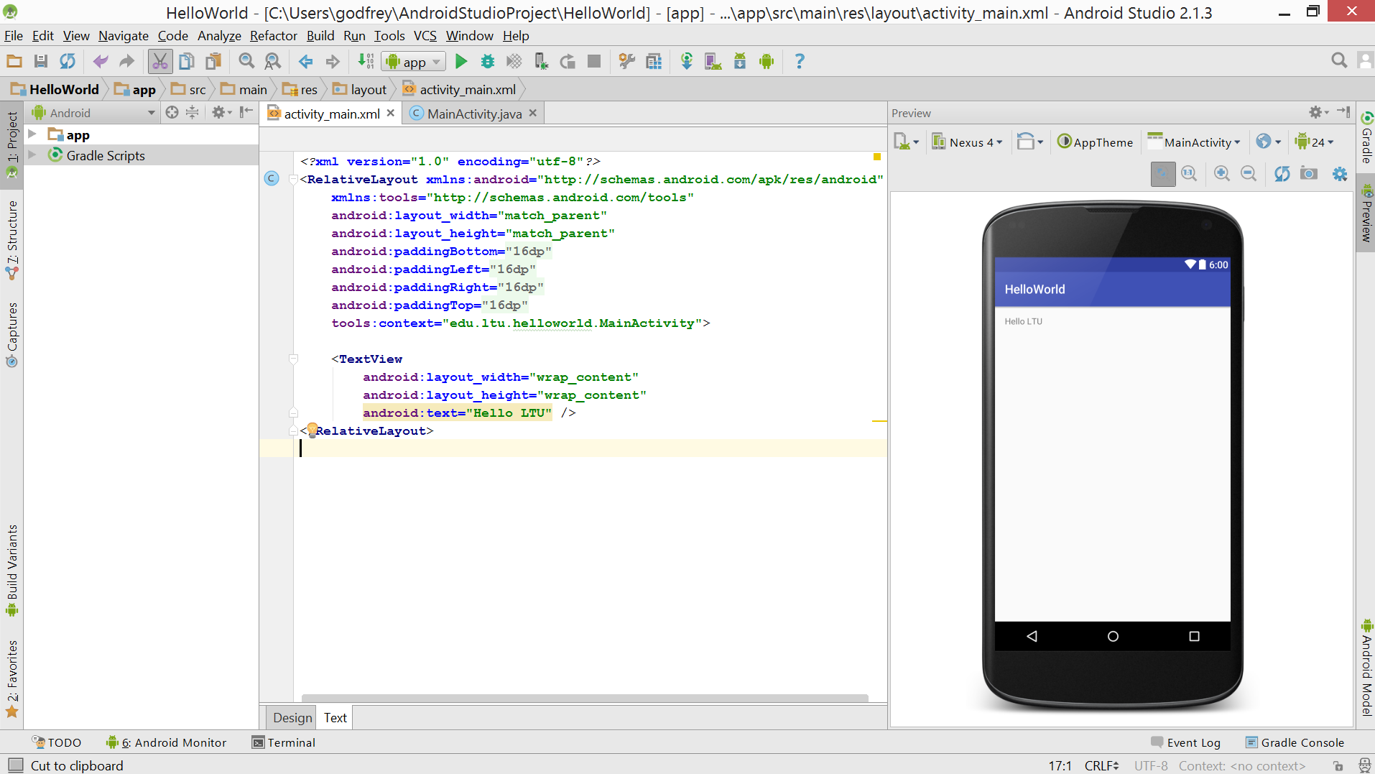 HelloWorld - [C:\Users\godfrey\AndroidStudioProject\HelloWorld] - [app] - ...\app\src\main\res\layout\activity_main.xml - Android Studio 2.1.3
File Edit View Navigate Code Analyze Refactor Build Run Tools VCS Window Help
app
HelloWorld app src main res layout activity_main.xml
Android
activity_main.xml MainActivity.java
Preview
1: Project
7: Structure
Captures
Build Variants
2: Favorites
app
Gradle Scripts
<?xml version="1.0" encoding="utf-8"?>
<RelativeLayout xmlns:android="http://schemas.android.com/apk/res/android"
xmlns:tools="http://schemas.android.com/tools"
android:layout_width="match_parent"
android:layout_height="match_parent"
android:paddingBottom="16dp"
android:paddingLeft="16dp"
android:paddingRight="16dp"
android:paddingTop="16dp"
tools:context="edu.ltu.helloworld.MainActivity">
<TextView
android:layout_width="wrap_content"
android:layout_height="wrap_content"
android:text="Hello LTU" />
</RelativeLayout>
Design Text
Nexus 4 AppTheme MainActivity 24
6:00
HelloWorld
Hello LTU
Gradle
Preview
Android Model
TODO 6: Android Monitor Terminal Event Log Gradle Console
Cut to clipboard 17:1 CRLF UTF-8 Context: <no context>